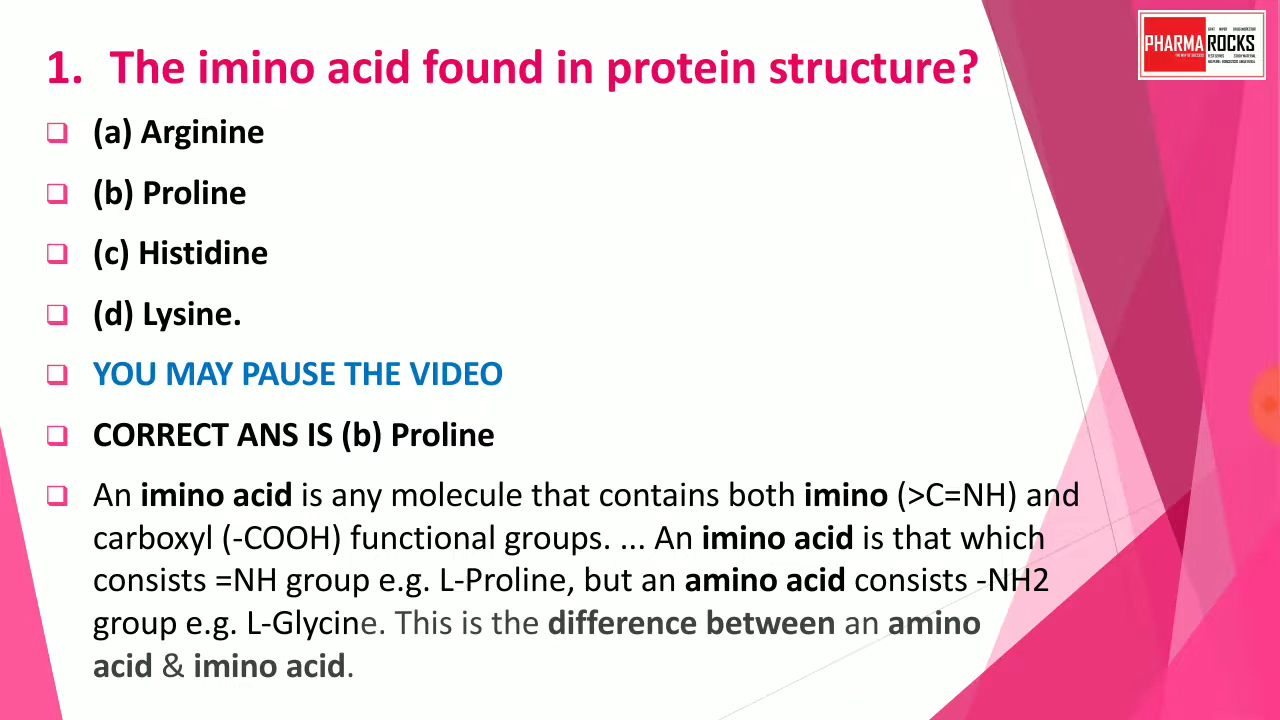 1. The imino acid found in protein structure?
PHARMA ROCKS
(a) Arginine
(b) Proline
(c) Histidine
(d) Lysine.
YOU MAY PAUSE THE VIDEO
CORRECT ANS IS (b) Proline
An imino acid is any molecule that contains both imino (>C=NH) and
carboxyl (-COOH) functional groups. ... An imino acid is that which
consists =NH group e.g. L-Proline, but an amino acid consists -NH2
group e.g. L-Glycine. This is the difference between an amino
acid & imino acid.